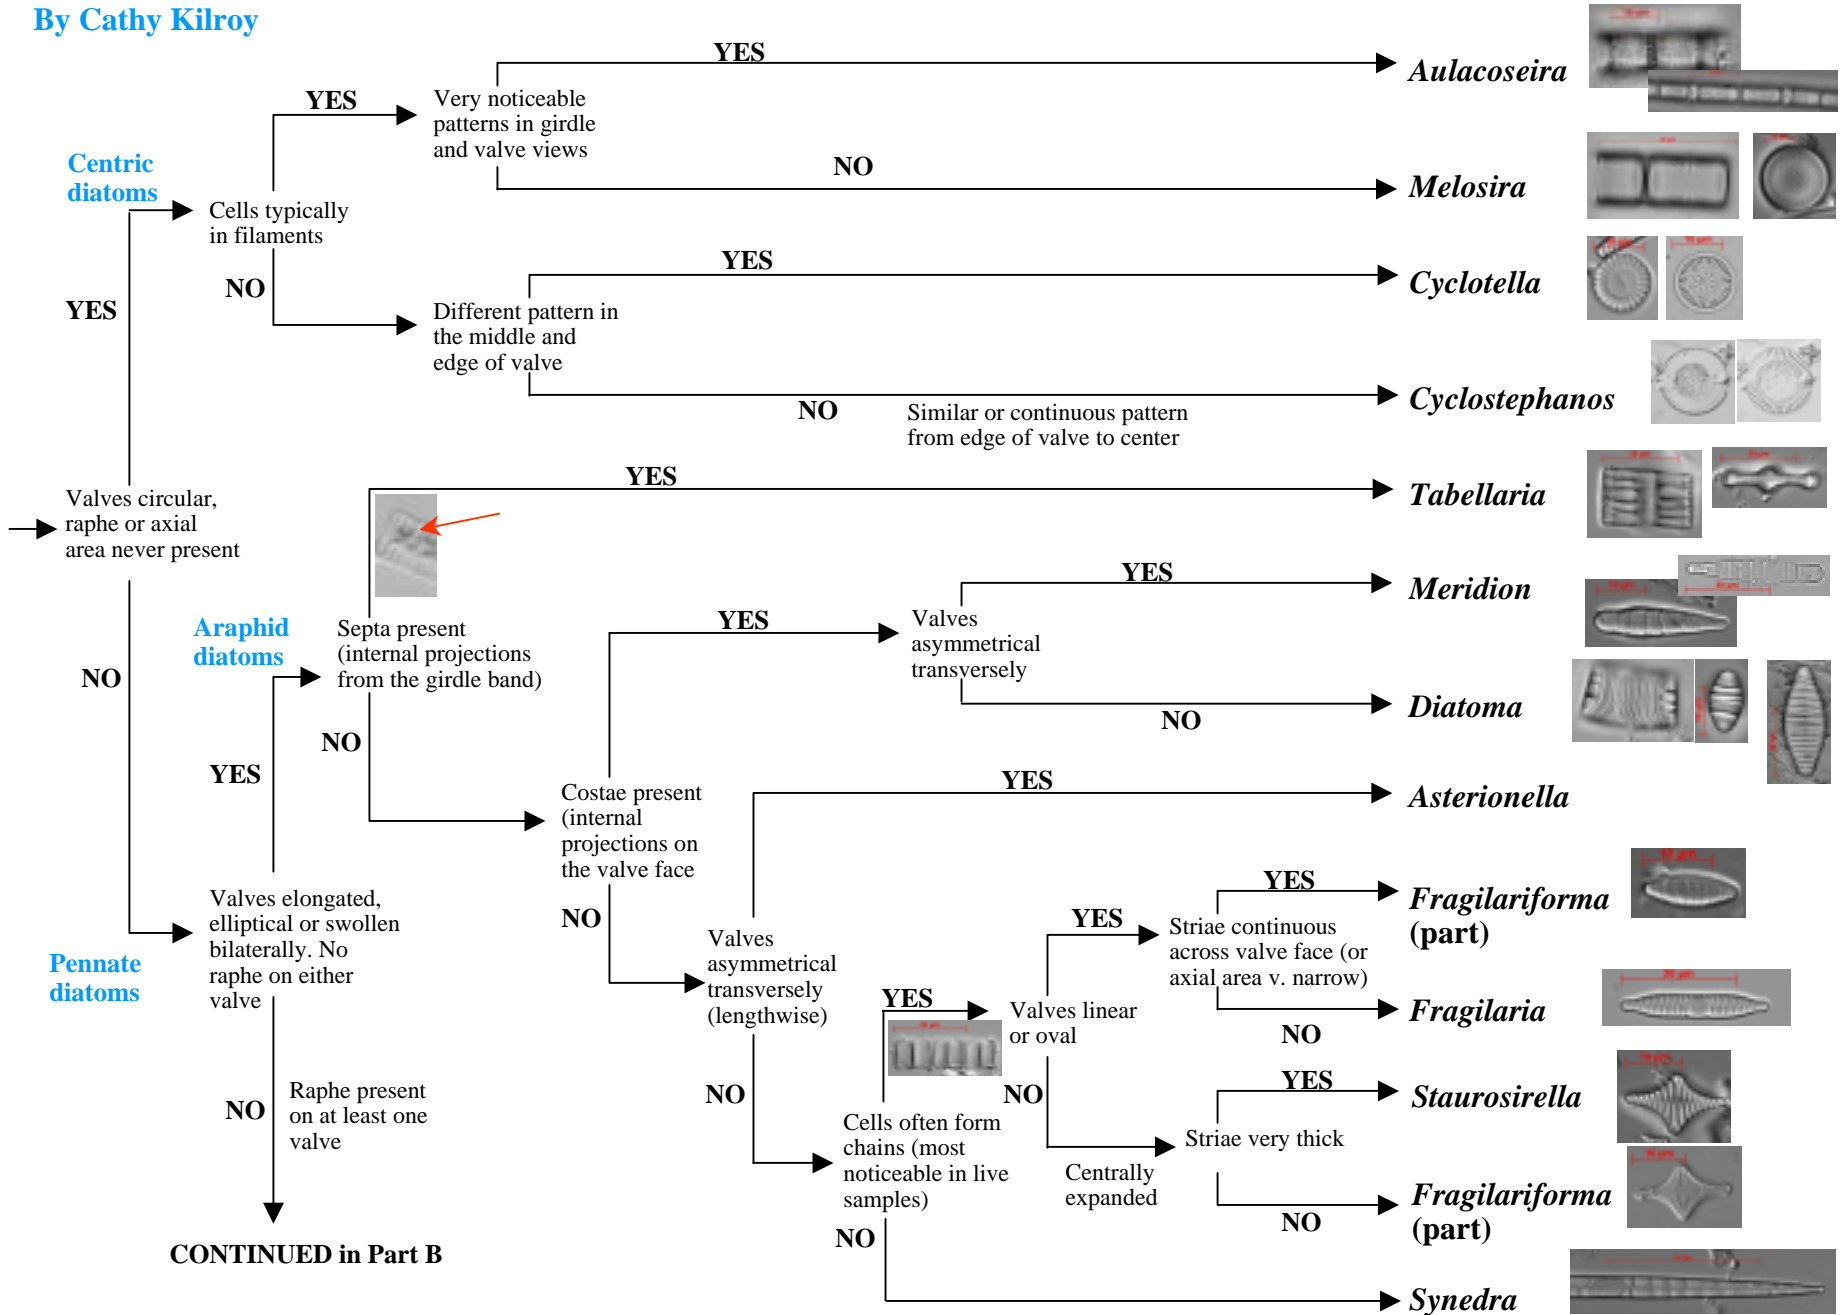 By Cathy Kilroy
YES
Aulacoseira
YES
Very noticeable
patterns in girdle
and valve views
Centric
diatoms
NO
Melosira
Cells typically
in filaments
YES
Cyclotella
NO
YES
Different pattern in
the middle and
edge of valve
NO
Similar or continuous pattern
from edge of valve to center
Cyclostephanos
YES
Tabellaria
Valves circular,
raphe or axial
area never present
YES
Meridion
YES
Valves
asymmetrical
transversely
Araphid
diatoms
Septa present
(internal projections
from the girdle band)
NO
NO
Diatoma
NO
YES
YES
Asterionella
Costae present
(internal
projections on
the valve face
YES
Fragilariforma
(part)
Valves elongated,
elliptical or swollen
bilaterally. No
raphe on either
valve
NO
YES
Striae continuous
across valve face (or
axial area v. narrow)
Pennate
diatoms
Valves
asymmetrical
transversely
(lengthwise)
YES
Valves linear
or oval
Fragilaria
NO
NO
Raphe present
on at least one
valve
NO
NO
YES
Staurosirella
Cells often form
chains (most
noticeable in live
samples)
Striae very thick
Centrally
expanded
Fragilariforma
(part)
NO
NO
CONTINUED in Part B
Synedra